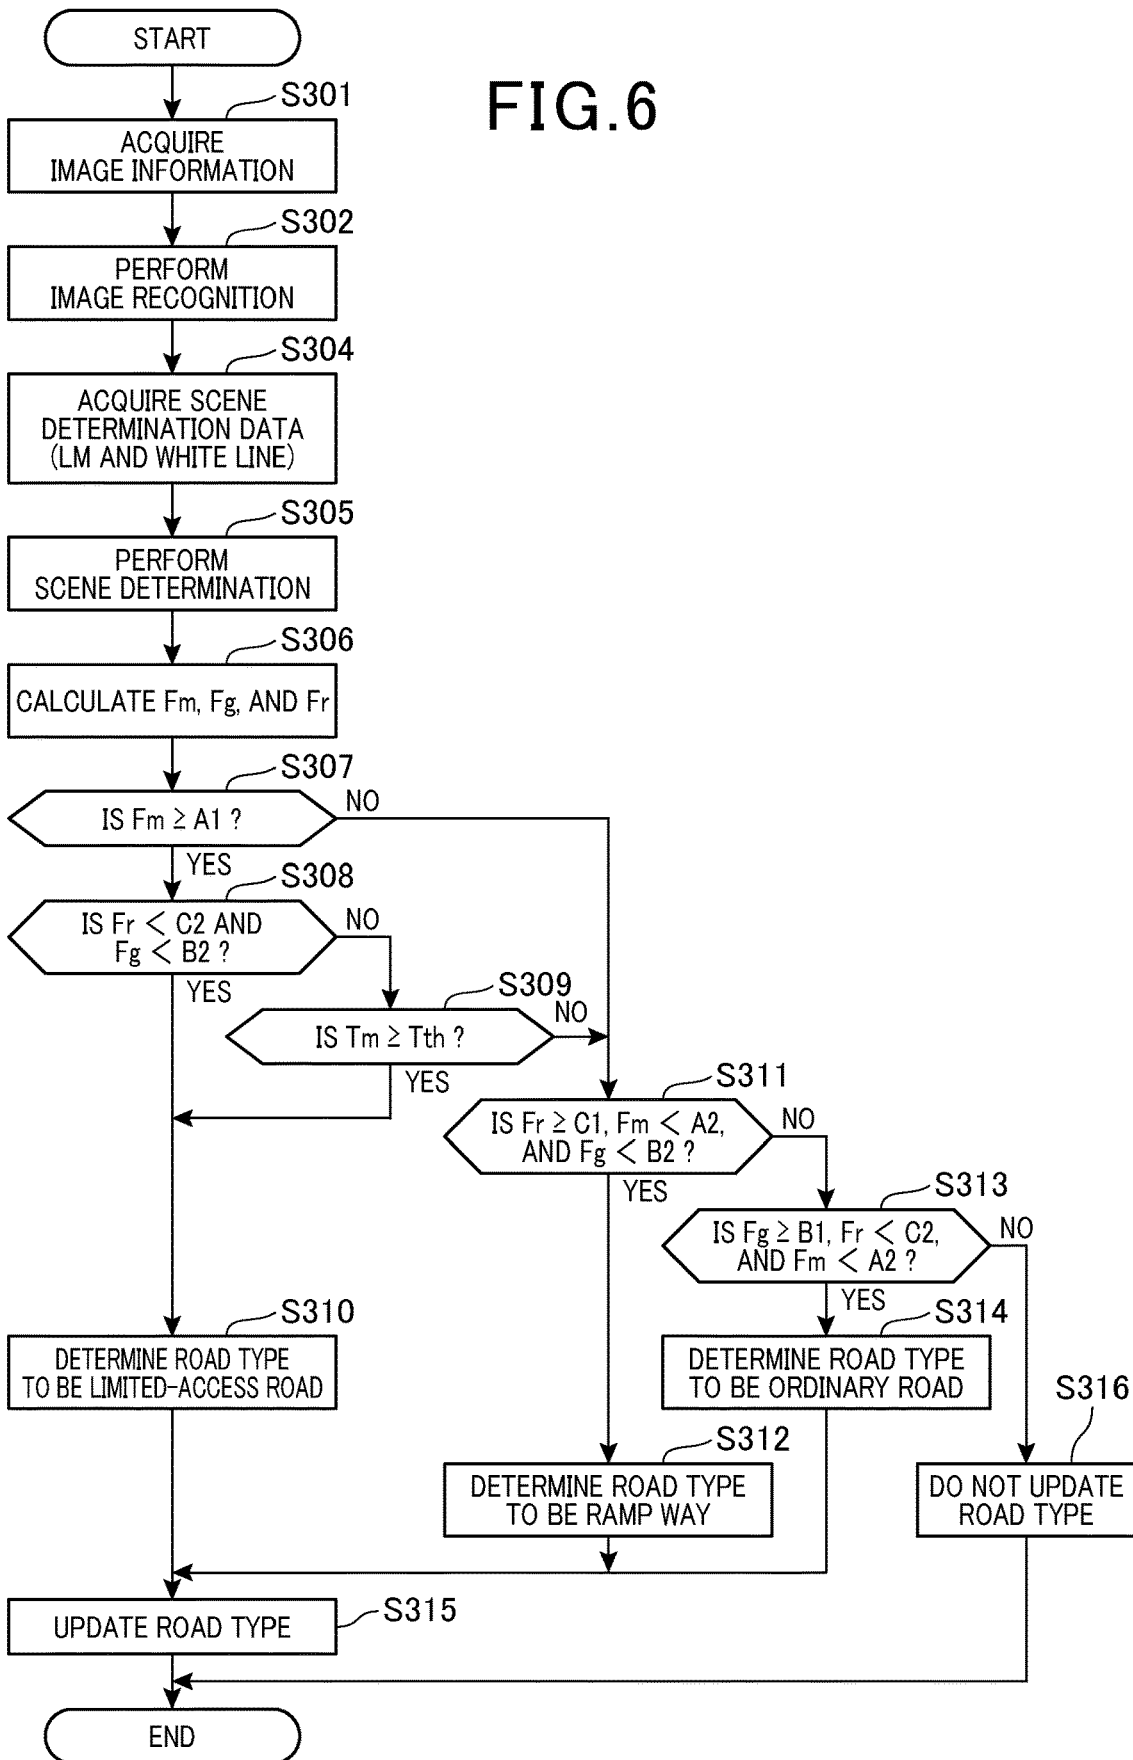 START
FIG.6
S301
ACQUIRE
IMAGE INFORMATION
S302
PERFORM
IMAGE RECOGNITION
S304
ACQUIRE SCENE
DETERMINATION DATA
(LM AND WHITE LINE)
S305
PERFORM
SCENE DETERMINATION
S306
CALCULATE Fm, Fg, AND Fr
S307
IS Fm ≥ A1 ?
NO
YES
S308
IS Fr < C2 AND
Fg < B2 ?
NO
YES
S309
IS Tm ≥ Tth ?
NO
YES
S311
IS Fr ≥ C1, Fm < A2,
AND Fg < B2 ?
NO
YES
S313
IS Fg ≥ B1, Fr < C2,
AND Fm < A2 ?
NO
YES
S310
DETERMINE ROAD TYPE
TO BE LIMITED-ACCESS ROAD
S314
DETERMINE ROAD TYPE
TO BE ORDINARY ROAD
S312
DETERMINE ROAD TYPE
TO BE RAMP WAY
S316
DO NOT UPDATE
ROAD TYPE
S315
UPDATE ROAD TYPE
END